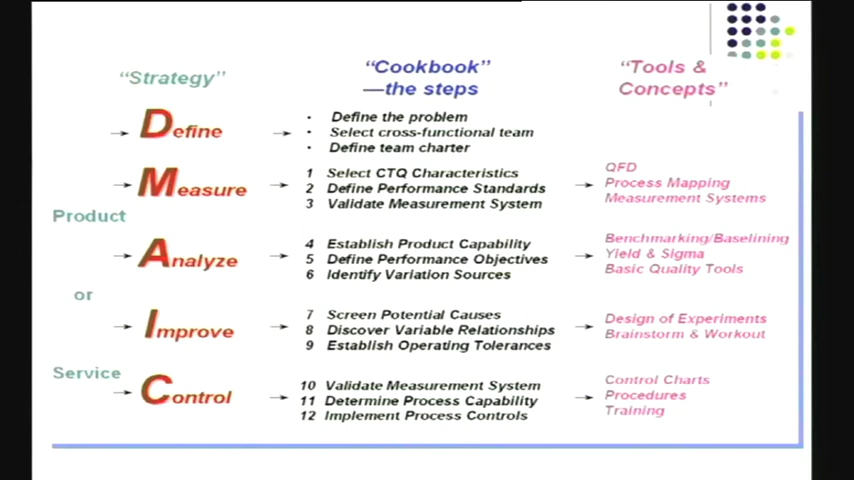 "Strategy"
"Cookbook"
—the steps
"Tools &
Concepts"
Product
or
Service
Define
• Define the problem
• Select cross-functional team
• Define team charter
Measure
1 Select CTQ Characteristics
2 Define Performance Standards
3 Validate Measurement System
QFD
Process Mapping
Measurement Systems
Analyze
4 Establish Product Capability
5 Define Performance Objectives
6 Identify Variation Sources
Benchmarking/Baselining
Yield & Sigma
Basic Quality Tools
Improve
7 Screen Potential Causes
8 Discover Variable Relationships
9 Establish Operating Tolerances
Design of Experiments
Brainstorm & Workout
Control
10 Validate Measurement System
11 Determine Process Capability
12 Implement Process Controls
Control Charts
Procedures
Training